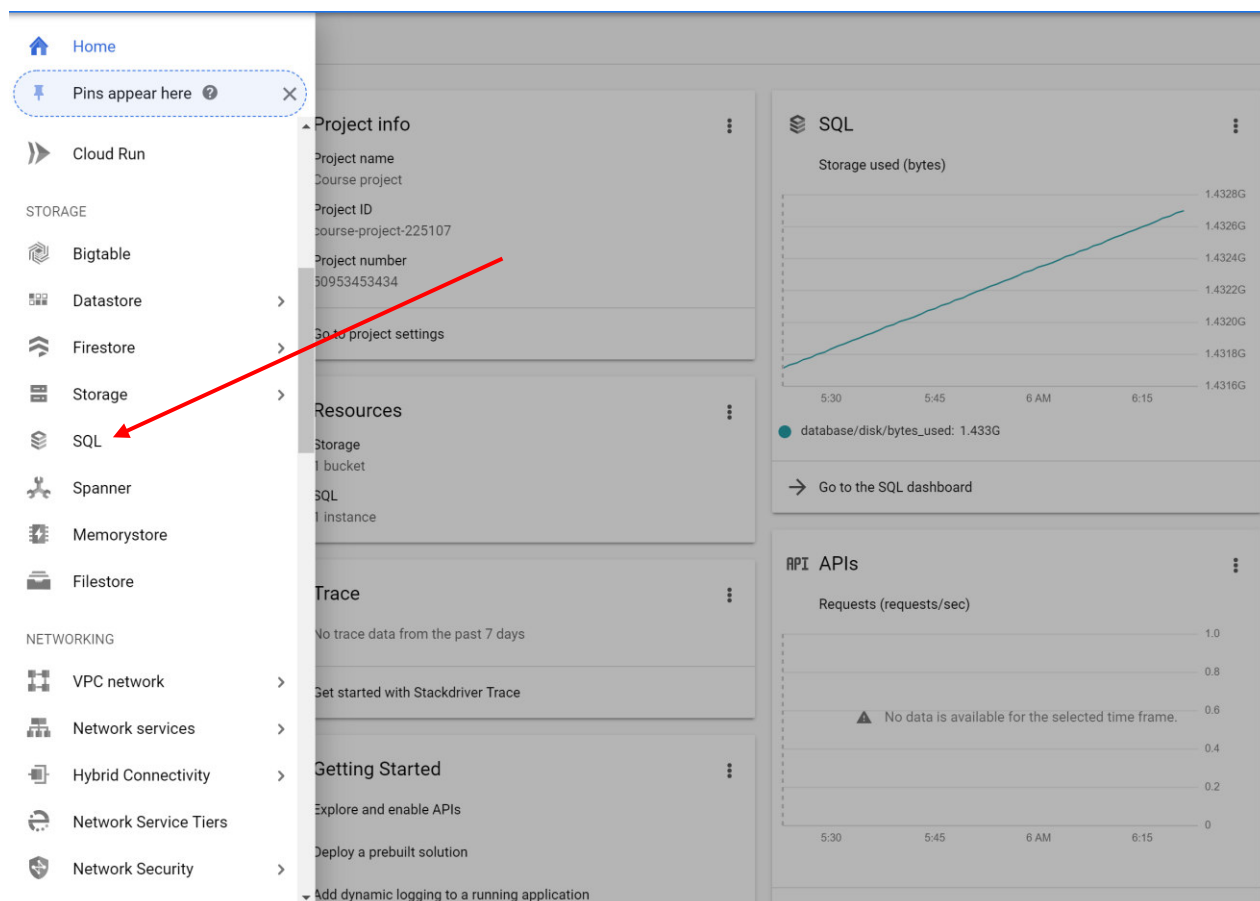 Home
Pins appear here
Cloud Run
STORAGE
Bigtable
Datastore
Firestore
Storage
SQL
Spanner
Memorystore
Filestore
NETWORKING
VPC network
Network services
Hybrid Connectivity
Network Service Tiers
Network Security
Project info
Project name
Course project
Project ID
course-project-225107
Project number
50953453434
Go to project settings
Resources
Storage
1 bucket
SQL
1 instance
Trace
No trace data from the past 7 days
Get started with Stackdriver Trace
Getting Started
Explore and enable APIs
Deploy a prebuilt solution
Add dynamic logging to a running application
SQL
Storage used (bytes)
1.4328G
1.4326G
1.4324G
1.4322G
1.4320G
1.4318G
1.4316G
5:30 5:45 6 AM 6:15
database/disk/bytes_used: 1.433G
Go to the SQL dashboard
API APIs
Requests (requests/sec)
1.0
0.8
0.6
No data is available for the selected time frame.
0.4
0.2
0
5:30 5:45 6 AM 6:15